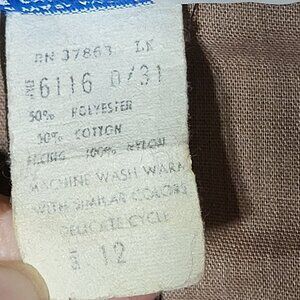 RN 37863 LK
6116 0/31
50% POLYESTER
50% COTTON
FACING 100% NYLON
MACHINE WASH WARM
WITH SIMILAR COLORS
DELICATE CYCLE
12